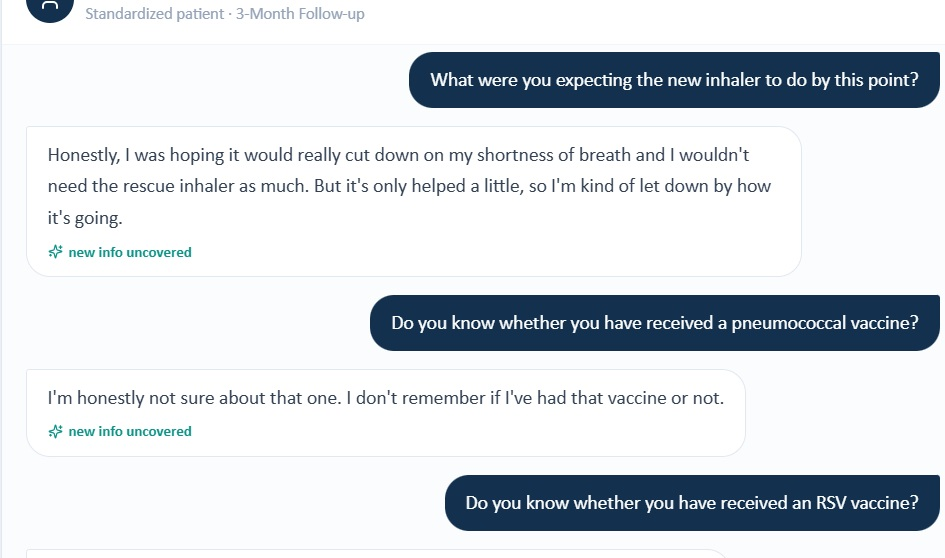 Standardized patient · 3-Month Follow-up
What were you expecting the new inhaler to do by this point?
Honestly, I was hoping it would really cut down on my shortness of breath and I wouldn't
need the rescue inhaler as much. But it's only helped a little, so I'm kind of let down by how
it's going.
new info uncovered
Do you know whether you have received a pneumococcal vaccine?
I'm honestly not sure about that one. I don't remember if I've had that vaccine or not.
new info uncovered
Do you know whether you have received an RSV vaccine?